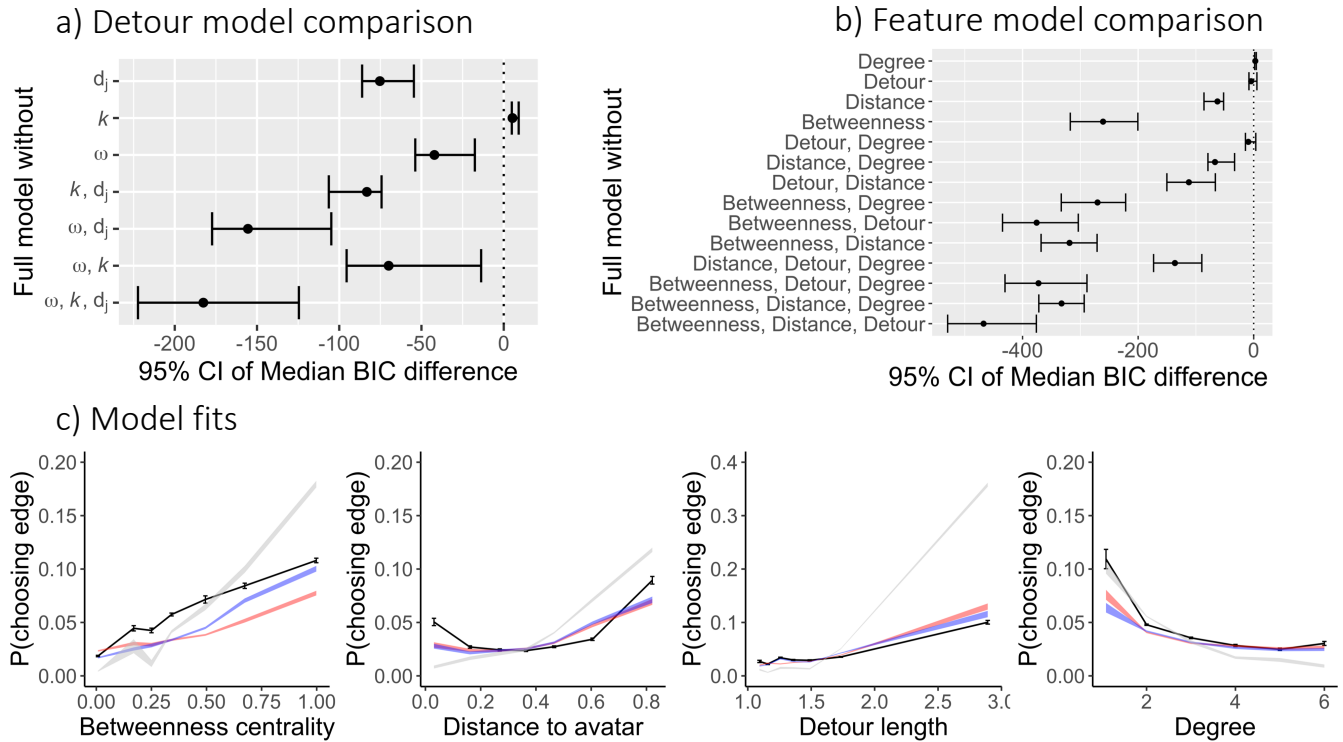 a) Detour model comparison
Full model without
dj
k
ω
k, dj
ω, dj
ω, k
ω, k, dj
-200 -150 -100 -50 0
95% CI of Median BIC difference
b) Feature model comparison
Full model without
Degree
Detour
Distance
Betweenness
Detour, Degree
Distance, Degree
Detour, Distance
Betweenness, Degree
Betweenness, Detour
Betweenness, Distance
Distance, Detour, Degree
Betweenness, Detour, Degree
Betweenness, Distance, Degree
Betweenness, Distance, Detour
-400 -200 0
95% CI of Median BIC difference
c) Model fits
P(choosing edge)
0.20
0.15
0.10
0.05
0.00
0.00 0.25 0.50 0.75 1.00
Betweenness centrality
P(choosing edge)
0.20
0.15
0.10
0.05
0.00
0.0 0.2 0.4 0.6 0.8
Distance to avatar
P(choosing edge)
0.4
0.3
0.2
0.1
0.0
1.0 1.5 2.0 2.5 3.0
Detour length
P(choosing edge)
0.20
0.15
0.10
0.05
0.00
2 4 6
Degree